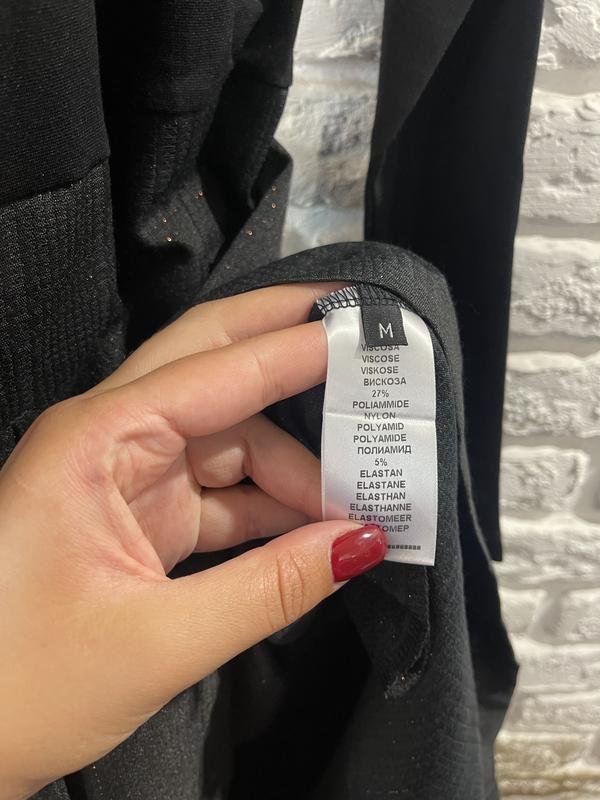 M
VISCOSA
VISCOSE
VISKOSE
ВИСКОЗА
27%
POLIAMMIDE
NYLON
POLYAMID
POLYAMIDE
ПОЛИАМИД
5%
ELASTAN
ELASTANE
ELASTHAN
ELASTHANNE
ELASTOMEER